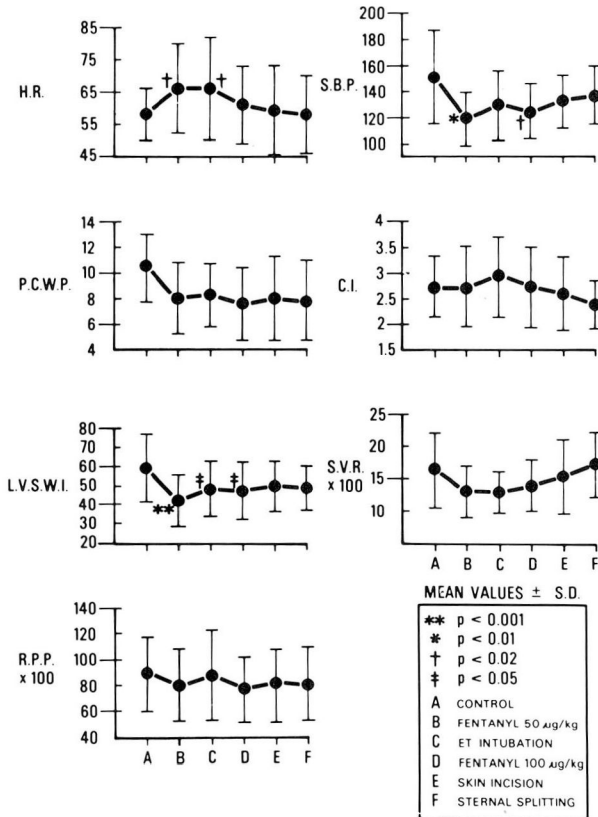 H.R.
85
75
65
55
45
†
†
S.B.P.
200
180
160
140
120
100
*
†
P.C.W.P.
14
12
10
8
6
4
C.I.
4
3.5
3
2.5
2
1.5
L.V.S.W.I.
80
70
60
50
40
30
20
**
‡
‡
S.V.R.
x 100
25
20
15
10
A B C D E F
R.P.P.
x 100
140
120
100
80
60
40
A B C D E F
MEAN VALUES ± S.D.
** p < 0.001
* p < 0.01
† p < 0.02
‡ p < 0.05
A CONTROL
B FENTANYL 50 µg/kg
C ET INTUBATION
D FENTANYL 100 µg/kg
E SKIN INCISION
F STERNAL SPLITTING